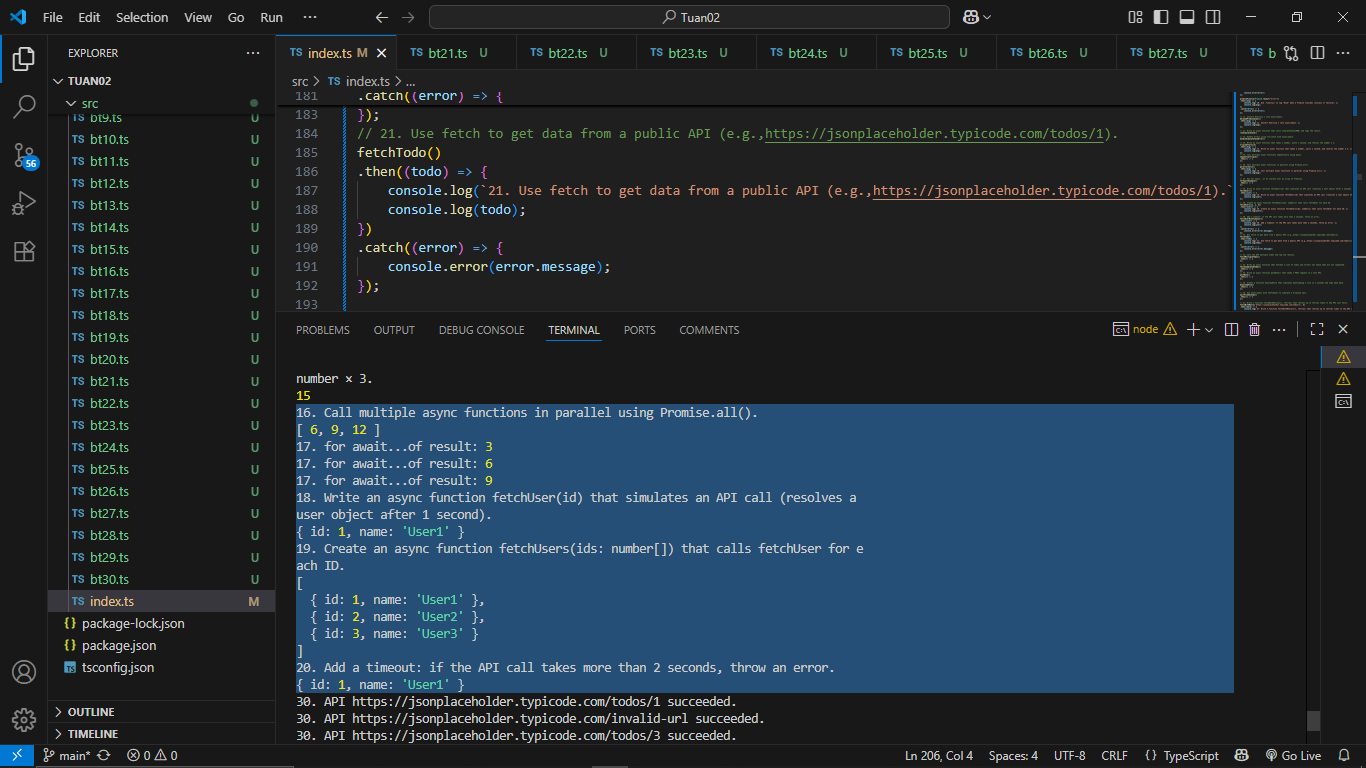 File Edit Selection View Go Run ··· Tuan02
EXPLORER ···
TUAN02
src
bt9.ts U
bt10.ts U
bt11.ts U
bt12.ts U
bt13.ts U
bt14.ts U
bt15.ts U
bt16.ts U
bt17.ts U
bt18.ts U
bt19.ts U
bt20.ts U
bt21.ts U
bt22.ts U
bt23.ts U
bt24.ts U
bt25.ts U
bt26.ts U
bt27.ts U
bt28.ts U
bt29.ts U
bt30.ts U
TS index.ts M
{} package-lock.json
{} package.json
tsconfig.json
OUTLINE
TIMELINE
56
TS index.ts M TS bt21.ts U TS bt22.ts U TS bt23.ts U TS bt24.ts U TS bt25.ts U TS bt26.ts U TS bt27.ts U TS b
src > TS index.ts > ...
181 .catch((error) => {
183 });
184 // 21. Use fetch to get data from a public API (e.g.,https://jsonplaceholder.typicode.com/todos/1).
185 fetchTodo()
186 .then((todo) => {
187 console.log(`21. Use fetch to get data from a public API (e.g.,https://jsonplaceholder.typicode.com/todos/1).`
188 console.log(todo);
189 })
190 .catch((error) => {
191 console.error(error.message);
192 });
193
PROBLEMS OUTPUT DEBUG CONSOLE TERMINAL PORTS COMMENTS node
number × 3.
15
16. Call multiple async functions in parallel using Promise.all().
[ 6, 9, 12 ]
17. for await...of result: 3
17. for await...of result: 6
17. for await...of result: 9
18. Write an async function fetchUser(id) that simulates an API call (resolves a
user object after 1 second).
{ id: 1, name: 'User1' }
19. Create an async function fetchUsers(ids: number[]) that calls fetchUser for e
ach ID.
[
{ id: 1, name: 'User1' },
{ id: 2, name: 'User2' },
{ id: 3, name: 'User3' }
]
20. Add a timeout: if the API call takes more than 2 seconds, throw an error.
{ id: 1, name: 'User1' }
30. API https://jsonplaceholder.typicode.com/todos/1 succeeded.
30. API https://jsonplaceholder.typicode.com/invalid-url succeeded.
30. API https://jsonplaceholder.typicode.com/todos/3 succeeded.
main* 0 0 Ln 206, Col 4 Spaces: 4 UTF-8 CRLF {} TypeScript Go Live